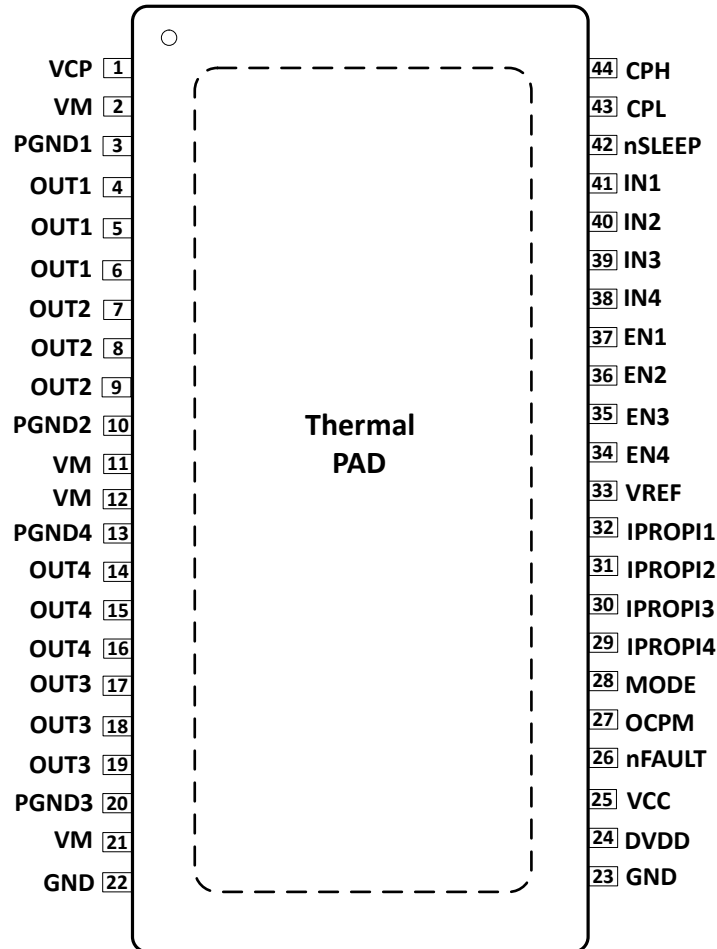 VCP 1
VM 2
PGND1 3
OUT1 4
OUT1 5
OUT1 6
OUT2 7
OUT2 8
OUT2 9
PGND2 10
VM 11
VM 12
PGND4 13
OUT4 14
OUT4 15
OUT4 16
OUT3 17
OUT3 18
OUT3 19
PGND3 20
VM 21
GND 22
Thermal
PAD
44 CPH
43 CPL
42 nSLEEP
41 IN1
40 IN2
39 IN3
38 IN4
37 EN1
36 EN2
35 EN3
34 EN4
33 VREF
32 IPROPI1
31 IPROPI2
30 IPROPI3
29 IPROPI4
28 MODE
27 OCPM
26 nFAULT
25 VCC
24 DVDD
23 GND